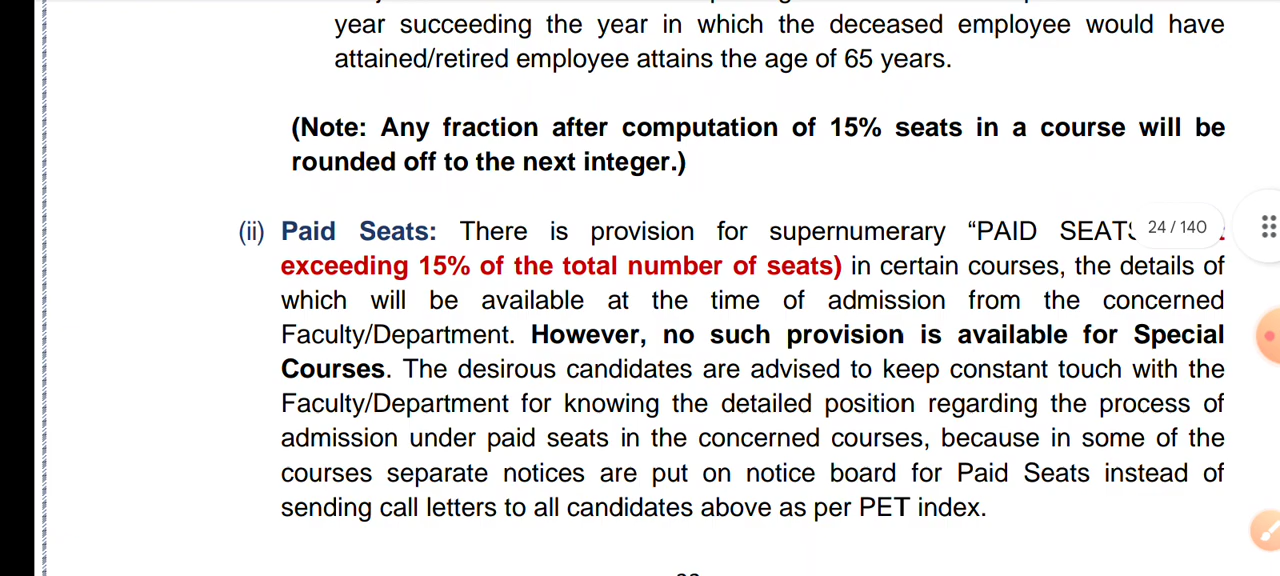 year succeeding the year in which the deceased employee would have
attained/retired employee attains the age of 65 years.
(Note: Any fraction after computation of 15% seats in a course will be
rounded off to the next integer.)
(ii) Paid Seats: There is provision for supernumerary “PAID SEATS
24 / 140
exceeding 15% of the total number of seats) in certain courses, the details of
which will be available at the time of admission from the concerned
Faculty/Department. However, no such provision is available for Special
Courses. The desirous candidates are advised to keep constant touch with the
Faculty/Department for knowing the detailed position regarding the process of
admission under paid seats in the concerned courses, because in some of the
courses separate notices are put on notice board for Paid Seats instead of
sending call letters to all candidates above as per PET index.